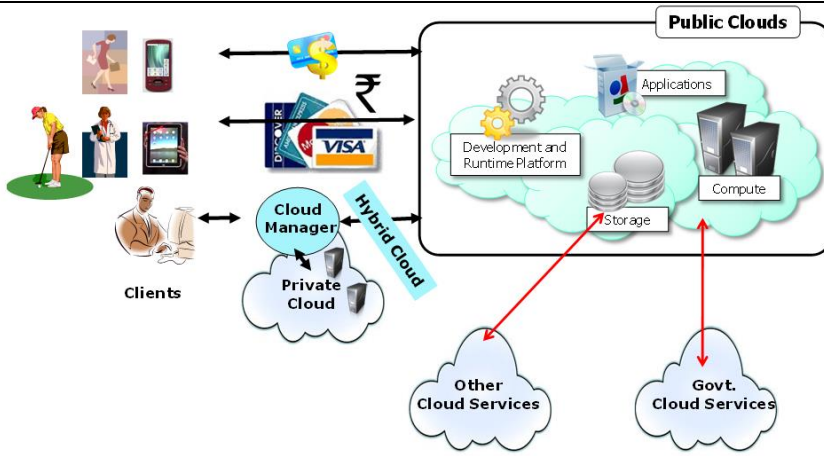 Public Clouds
$
₹
Applications
DISCOVER
VISA
Development and
Runtime Platform
Compute
Storage
Cloud
Manager
Hybrid Cloud
Private
Cloud
Clients
Other
Cloud Services
Govt.
Cloud Services